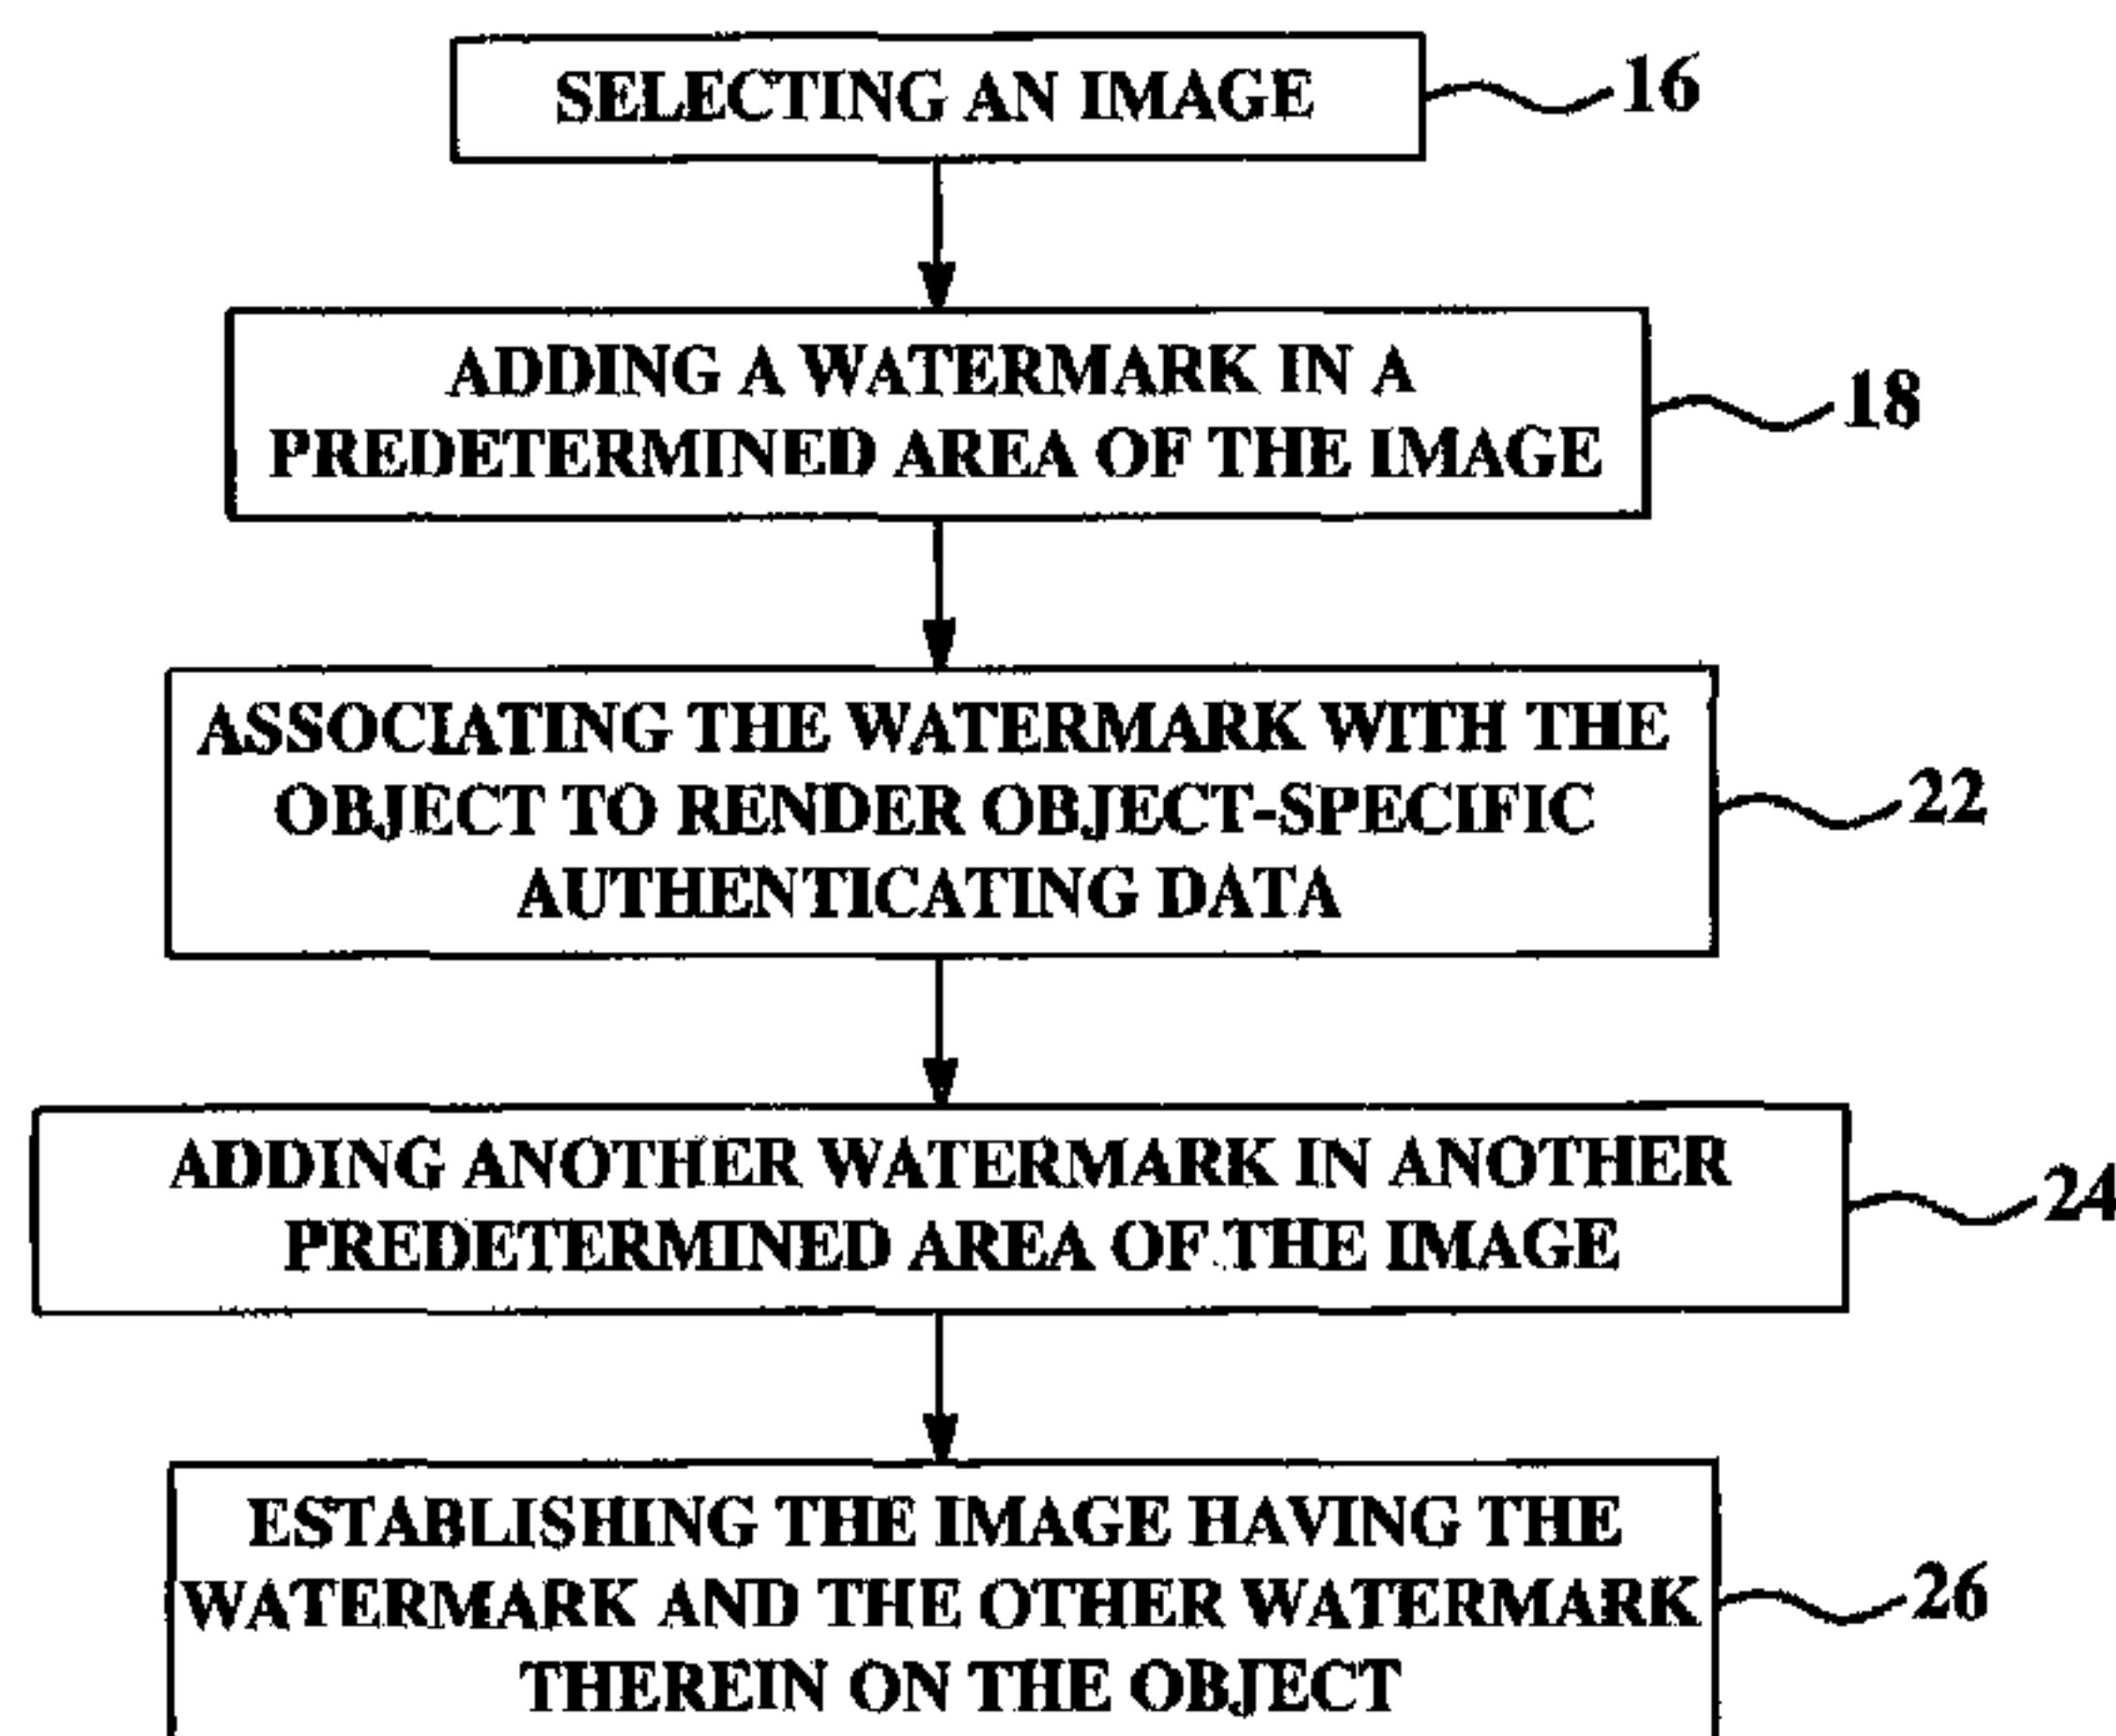 SELECTING AN IMAGE
16
ADDING A WATERMARK IN A
PREDETERMINED AREA OF THE IMAGE
18
ASSOCIATING THE WATERMARK WITH THE
OBJECT TO RENDER OBJECT-SPECIFIC
AUTHENTICATING DATA
22
ADDING ANOTHER WATERMARK IN ANOTHER
PREDETERMINED AREA OF THE IMAGE
24
ESTABLISHING THE IMAGE HAVING THE
WATERMARK AND THE OTHER WATERMARK
THEREIN ON THE OBJECT
26